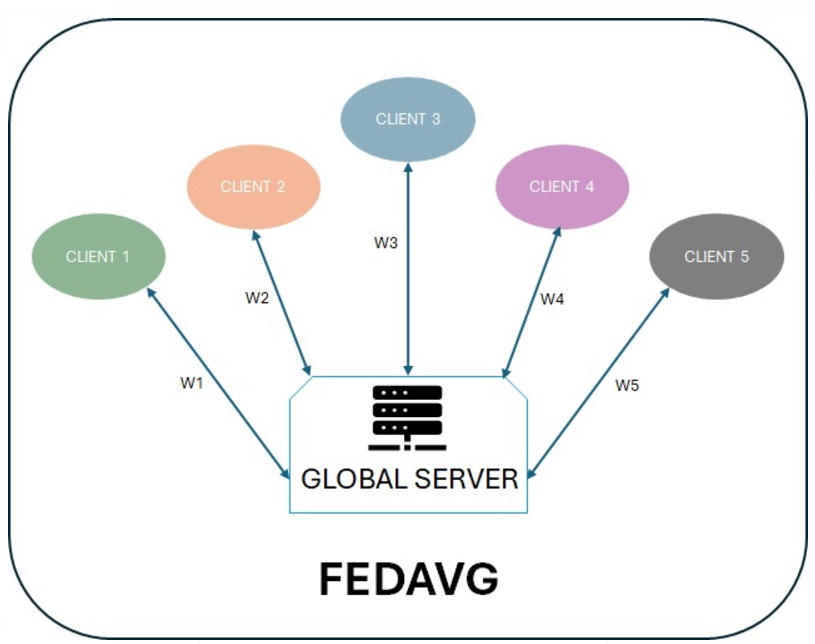 CLIENT 3
CLIENT 2
CLIENT 4
CLIENT 1
CLIENT 5
W3
W2
W4
W1
W5
GLOBAL SERVER
FEDAVG